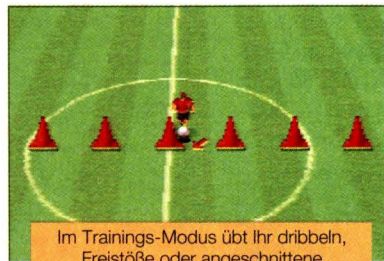 Im Trainings-Modus übt Ihr dribbeln,
Freistöße oder angeschnittene